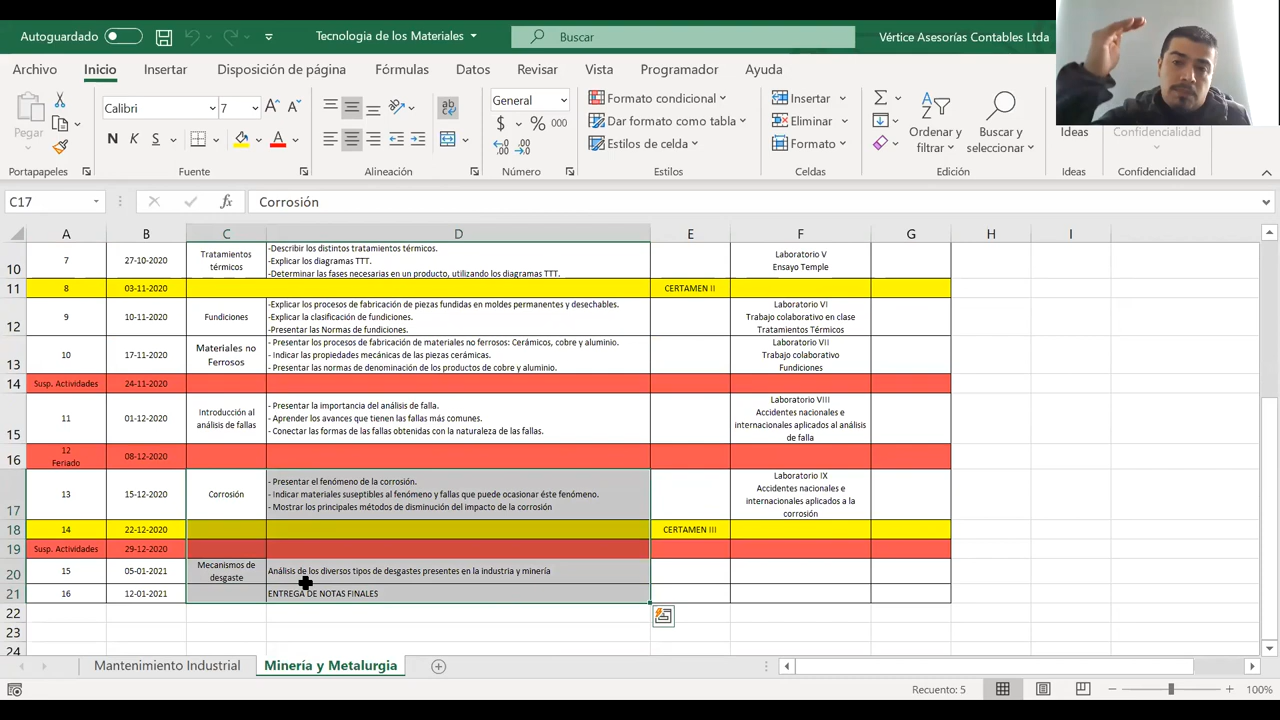 Autoguardado
Tecnologia de los Materiales
Buscar
Vértice Asesorías Contables Ltda
Archivo
Inicio
Insertar
Disposición de página
Fórmulas
Datos
Revisar
Vista
Programador
Ayuda
Pegar
Calibri
7
N K S
General
$ % 000
Formato condicional
Dar formato como tabla
Estilos de celda
Insertar
Eliminar
Formato
Ordenar y
filtrar
Buscar y
seleccionar
Ideas
Confidencialidad
Portapapeles
Fuente
Alineación
Número
Estilos
Celdas
Edición
Ideas
Confidencialidad
C17
Corrosión
A B C D E F G H I
10
7
27-10-2020
Tratamientos
térmicos
-Describir los distintos tratamientos térmicos.
-Explicar los diagramas TTT.
-Determinar las fases necesarias en un producto, utilizando los diagramas TTT.
Laboratorio V
Ensayo Temple
11
8
03-11-2020
CERTAMEN II
12
9
10-11-2020
Fundiciones
-Explicar los procesos de fabricación de piezas fundidas en moldes permanentes y desechables.
-Explicar la clasificación de fundiciones.
-Presentar las Normas de fundiciones.
Laboratorio VI
Trabajo colaborativo en clase
Tratamientos Térmicos
13
10
17-11-2020
Materiales no
Ferrosos
- Presentar los procesos de fabricación de materiales no ferrosos: Cerámicos, cobre y aluminio.
- Indicar las propiedades mecánicas de las piezas cerámicas.
- Presentar las normas de denominación de los productos de cobre y aluminio.
Laboratorio VII
Trabajo colaborativo
Fundiciones
14
Susp. Actividades
24-11-2020
15
11
01-12-2020
Introducción al
análisis de fallas
- Presentar la importancia del análisis de falla.
- Aprender los avances que tienen las fallas más comunes.
- Conectar las formas de las fallas obtenidas con la naturaleza de las fallas.
Laboratorio VIII
Accidentes nacionales e
internacionales aplicados al análisis
de falla
16
12
Feriado
08-12-2020
17
13
15-12-2020
Corrosión
- Presentar el fenómeno de la corrosión.
- Indicar materiales suseptibles al fenómeno y fallas que puede ocasionar éste fenómeno.
- Mostrar los principales métodos de disminución del impacto de la corrosión
Laboratorio IX
Accidentes nacionales e
internacionales aplicados a la
corrosión
18
14
22-12-2020
CERTAMEN III
19
Susp. Actividades
29-12-2020
20
15
05-01-2021
Mecanismos de
desgaste
Análisis de los diversos tipos de desgastes presentes en la industria y minería
21
16
12-01-2021
ENTREGA DE NOTAS FINALES
22
23
24
Mantenimiento Industrial
Minería y Metalurgia
Recuento: 5
100%